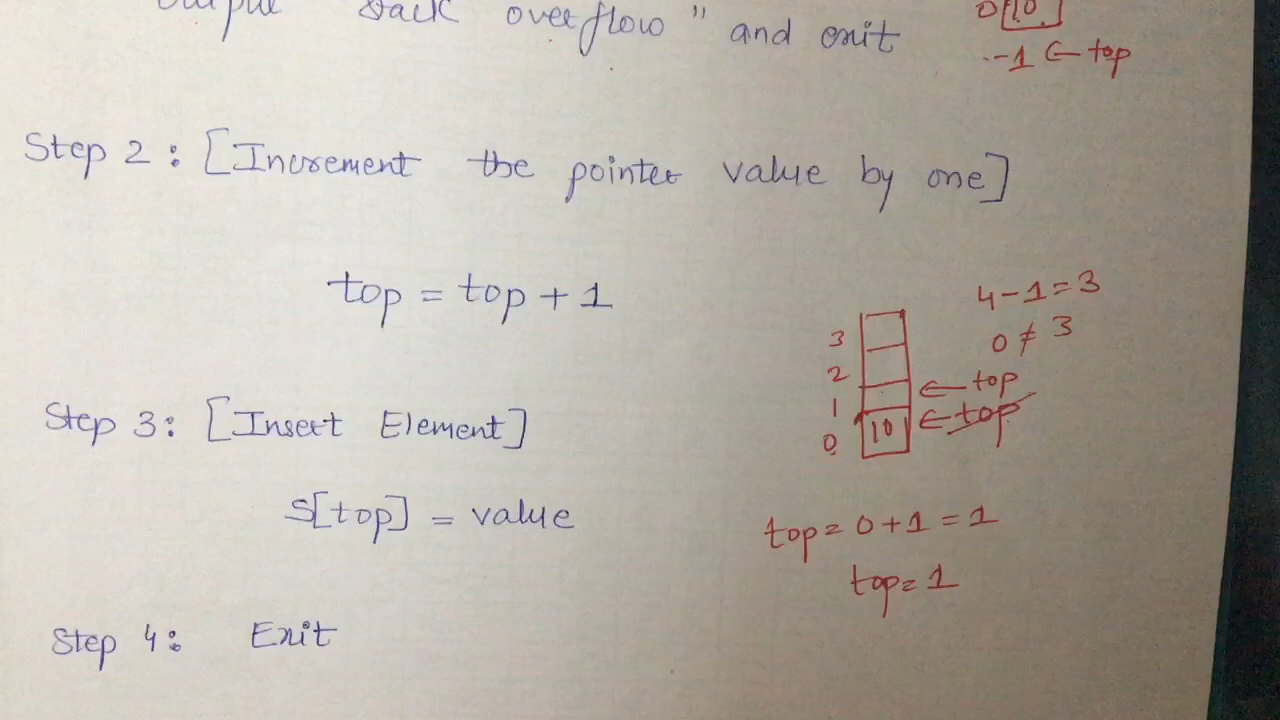 output "stack overflow" and exit
0 10
-1 ← top
Step 2: [Increment the pointer value by one]
top = top + 1
4-1=3
0 ≠ 3
3
2
← top
1
← top
0 10
Step 3: [Insert Element]
S[top] = value
top = 0+1 = 1
top = 1
Step 4: Exit